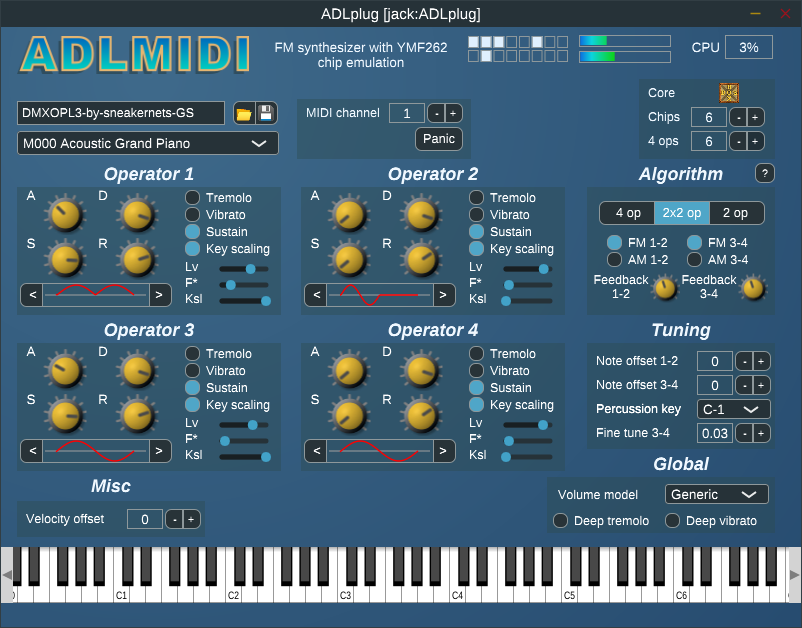 ADLplug [jack:ADLplug]
ADLMIDI
FM synthesizer with YMF262
chip emulation
CPU
3%
DMXOPL3-by-sneakernets-GS
M000 Acoustic Grand Piano
MIDI channel
1
-
+
Panic
Core
Chips
6
-
+
4 ops
6
-
+
Operator 1
A
D
S
R
Tremolo
Vibrato
Sustain
Key scaling
Lv
F*
Ksl
<
>
Operator 2
A
D
S
R
Tremolo
Vibrato
Sustain
Key scaling
Lv
F*
Ksl
<
>
Algorithm
?
4 op
2x2 op
2 op
FM 1-2
FM 3-4
AM 1-2
AM 3-4
Feedback
1-2
Feedback
3-4
Operator 3
A
D
S
R
Tremolo
Vibrato
Sustain
Key scaling
Lv
F*
Ksl
<
>
Operator 4
A
D
S
R
Tremolo
Vibrato
Sustain
Key scaling
Lv
F*
Ksl
<
>
Tuning
Note offset 1-2
0
-
+
Note offset 3-4
0
-
+
Percussion key
C-1
Fine tune 3-4
0.03
-
+
Misc
Velocity offset
0
-
+
Global
Volume model
Generic
Deep tremolo
Deep vibrato
C1
C2
C3
C4
C5
C6